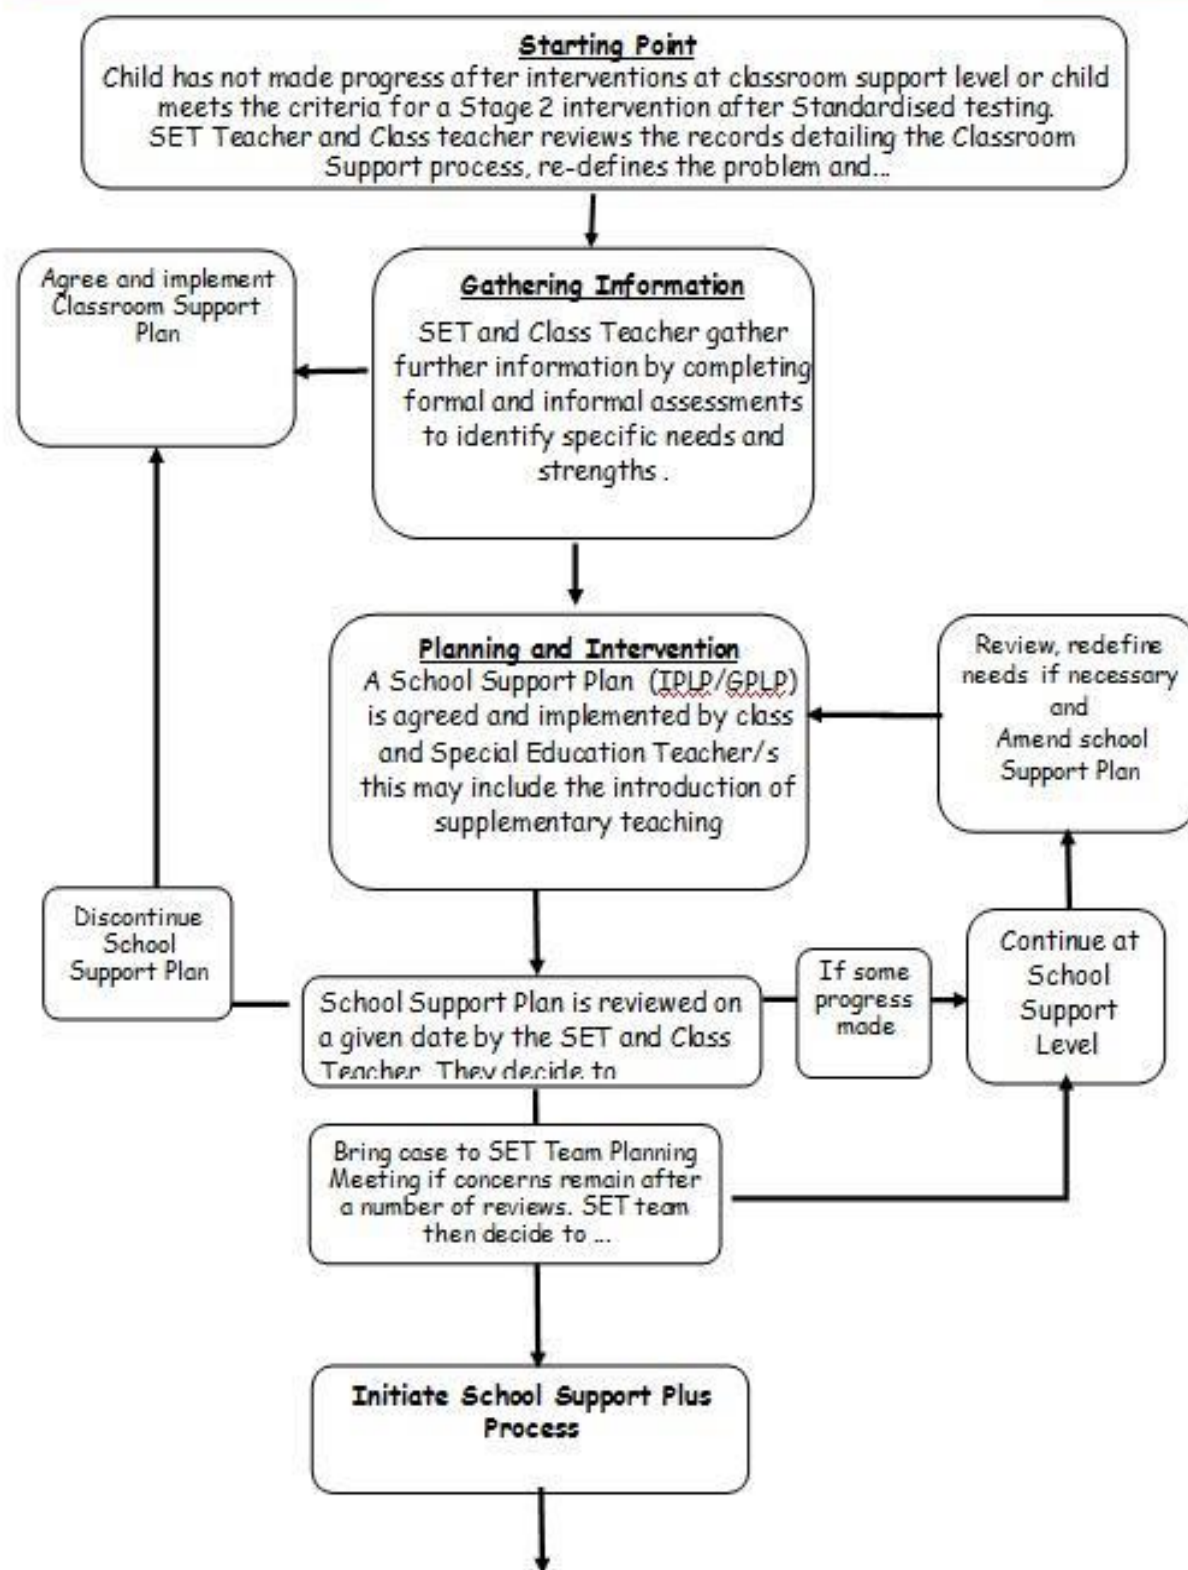 Starting Point
Child has not made progress after interventions at classroom support level or child
meets the criteria for a Stage 2 intervention after Standardised testing.
SET Teacher and Class teacher reviews the records detailing the Classroom
Support process, re-defines the problem and...
Agree and implement
Classroom Support
Plan
Gathering Information
SET and Class Teacher gather
further information by completing
formal and informal assessments
to identify specific needs and
strengths .
Planning and Intervention
A School Support Plan (IPLP/GPLP)
is agreed and implemented by class
and Special Education Teacher/s
this may include the introduction of
supplementary teaching
Review, redefine
needs if necessary
and
Amend school
Support Plan
Discontinue
School
Support Plan
School Support Plan is reviewed on
a given date by the SET and Class
Teacher. They decide to
If some
progress
made
Continue at
School
Support
Level
Bring case to SET Team Planning
Meeting if concerns remain after
a number of reviews. SET team
then decide to ...
Initiate School Support Plus
Process